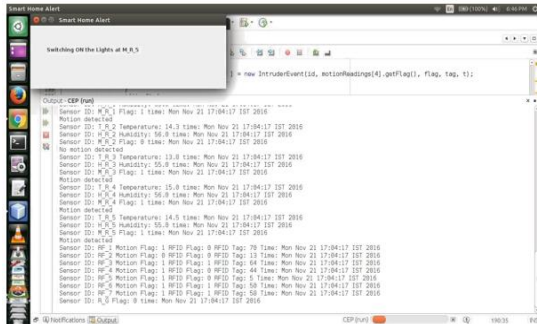 Smart Home Alert
En (100%) 6:46 PM
Smart Home Alert
Switching ON the Lights at M_R_5
] = new IntruderEvent(id, motionReadings[4].getFlag(), flag, tag, t);
Output - CEP (run)
Sensor ID: M_R_1 Flag: 1 time: Mon Nov 21 17:04:17 IST 2016
Motion detected
Sensor ID: T_R_2 Temperature: 14.3 time: Mon Nov 21 17:04:17 IST 2016
Sensor ID: H_R_2 Humidity: 56.0 time: Mon Nov 21 17:04:17 IST 2016
Sensor ID: M_R_2 Flag: 0 time: Mon Nov 21 17:04:17 IST 2016
No motion detected
Sensor ID: T_R_3 Temperature: 13.8 time: Mon Nov 21 17:04:17 IST 2016
Sensor ID: H_R_3 Humidity: 55.0 time: Mon Nov 21 17:04:17 IST 2016
Sensor ID: M_R_3 Flag: 1 time: Mon Nov 21 17:04:17 IST 2016
Motion detected
Sensor ID: T_R_4 Temperature: 15.0 time: Mon Nov 21 17:04:17 IST 2016
Sensor ID: H_R_4 Humidity: 56.0 time: Mon Nov 21 17:04:17 IST 2016
Sensor ID: M_R_4 Flag: 1 time: Mon Nov 21 17:04:17 IST 2016
Motion detected
Sensor ID: T_R_5 Temperature: 14.5 time: Mon Nov 21 17:04:17 IST 2016
Sensor ID: H_R_5 Humidity: 55.0 time: Mon Nov 21 17:04:17 IST 2016
Sensor ID: M_R_5 Flag: 1 time: Mon Nov 21 17:04:17 IST 2016
Motion detected
Sensor ID: RF_1 Motion Flag: 1 RFID Flag: 0 RFID Tag: 70 Time: Mon Nov 21 17:04:17 IST 2016
Sensor ID: RF_2 Motion Flag: 0 RFID Flag: 0 RFID Tag: 13 Time: Mon Nov 21 17:04:17 IST 2016
Sensor ID: RF_3 Motion Flag: 1 RFID Flag: 1 RFID Tag: 64 Time: Mon Nov 21 17:04:17 IST 2016
Sensor ID: RF_4 Motion Flag: 1 RFID Flag: 1 RFID Tag: 44 Time: Mon Nov 21 17:04:17 IST 2016
Sensor ID: RF_5 Motion Flag: 1 RFID Flag: 0 RFID Tag: 5 Time: Mon Nov 21 17:04:17 IST 2016
Sensor ID: RF_6 Motion Flag: 1 RFID Flag: 1 RFID Tag: 50 Time: Mon Nov 21 17:04:17 IST 2016
Sensor ID: RF_7 Motion Flag: 1 RFID Flag: 1 RFID Tag: 58 Time: Mon Nov 21 17:04:17 IST 2016
Sensor ID: R_O Flag: 0 time: Mon Nov 21 17:04:17 IST 2016
Notifications Output CEP (run) 190:35 INS